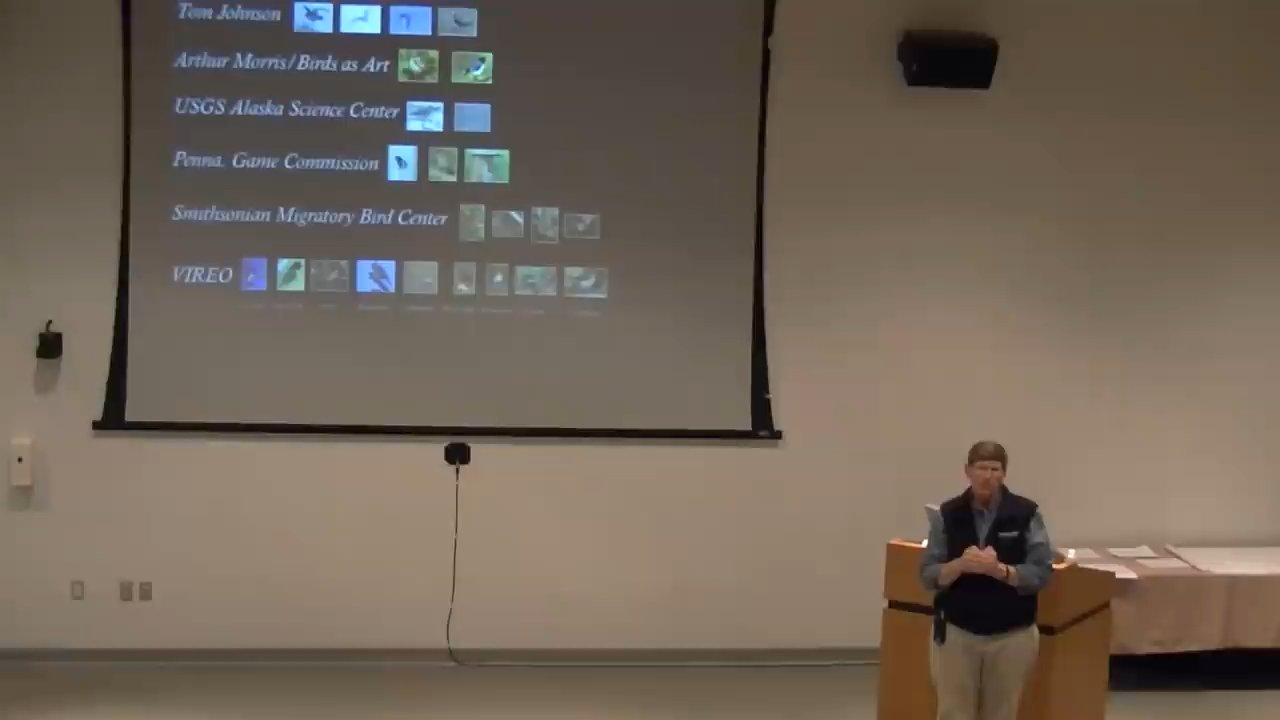 Tom Johnson
Arthur Morris/Birds as Art
USGS Alaska Science Center
Penna. Game Commission
Smithsonian Migratory Bird Center
VIREO